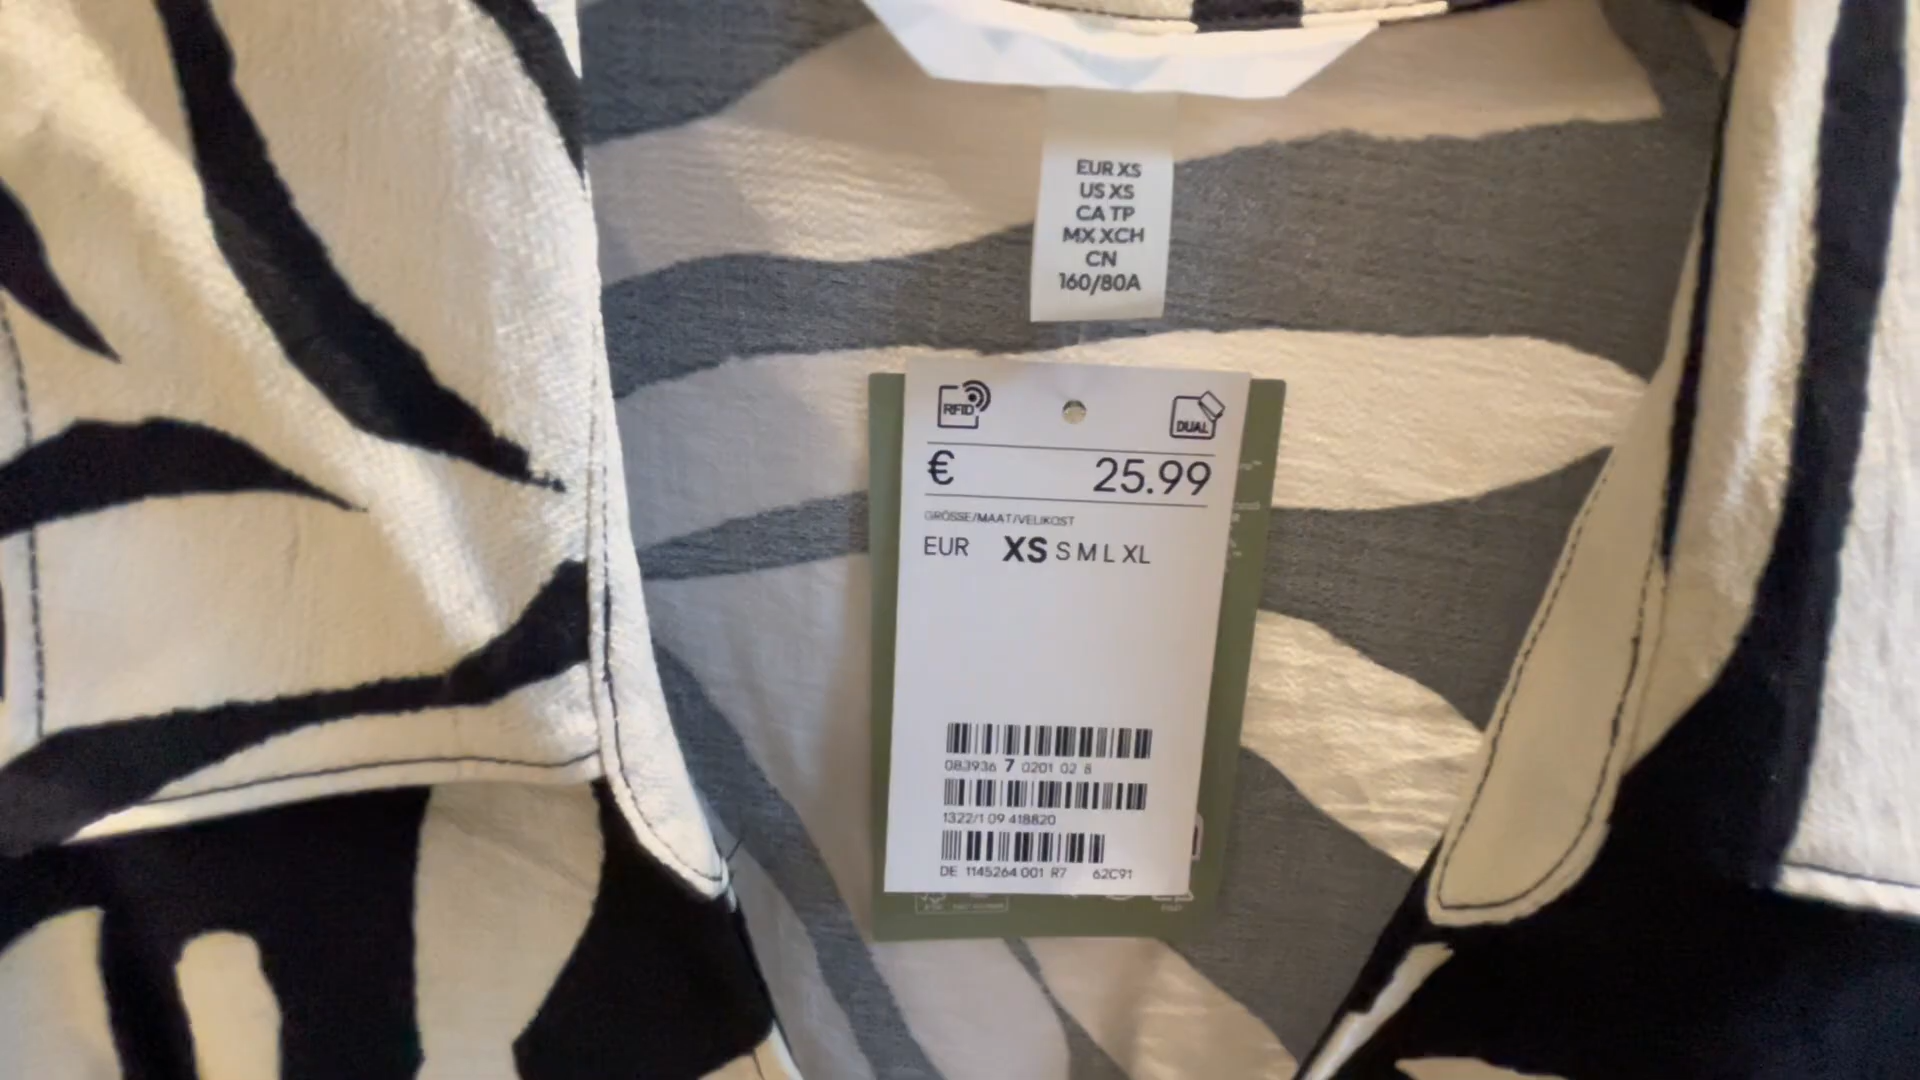 EUR XS
US XS
CA TP
MX XCH
CN
160/80A
RFID
DUAL
€ 25.99
GRÖSSE/MAAT/VELIKOST
EUR XS S M L XL
083936 7 0201 02 8
1322/1 09 418820
DE 1145264 001 R7 62C91